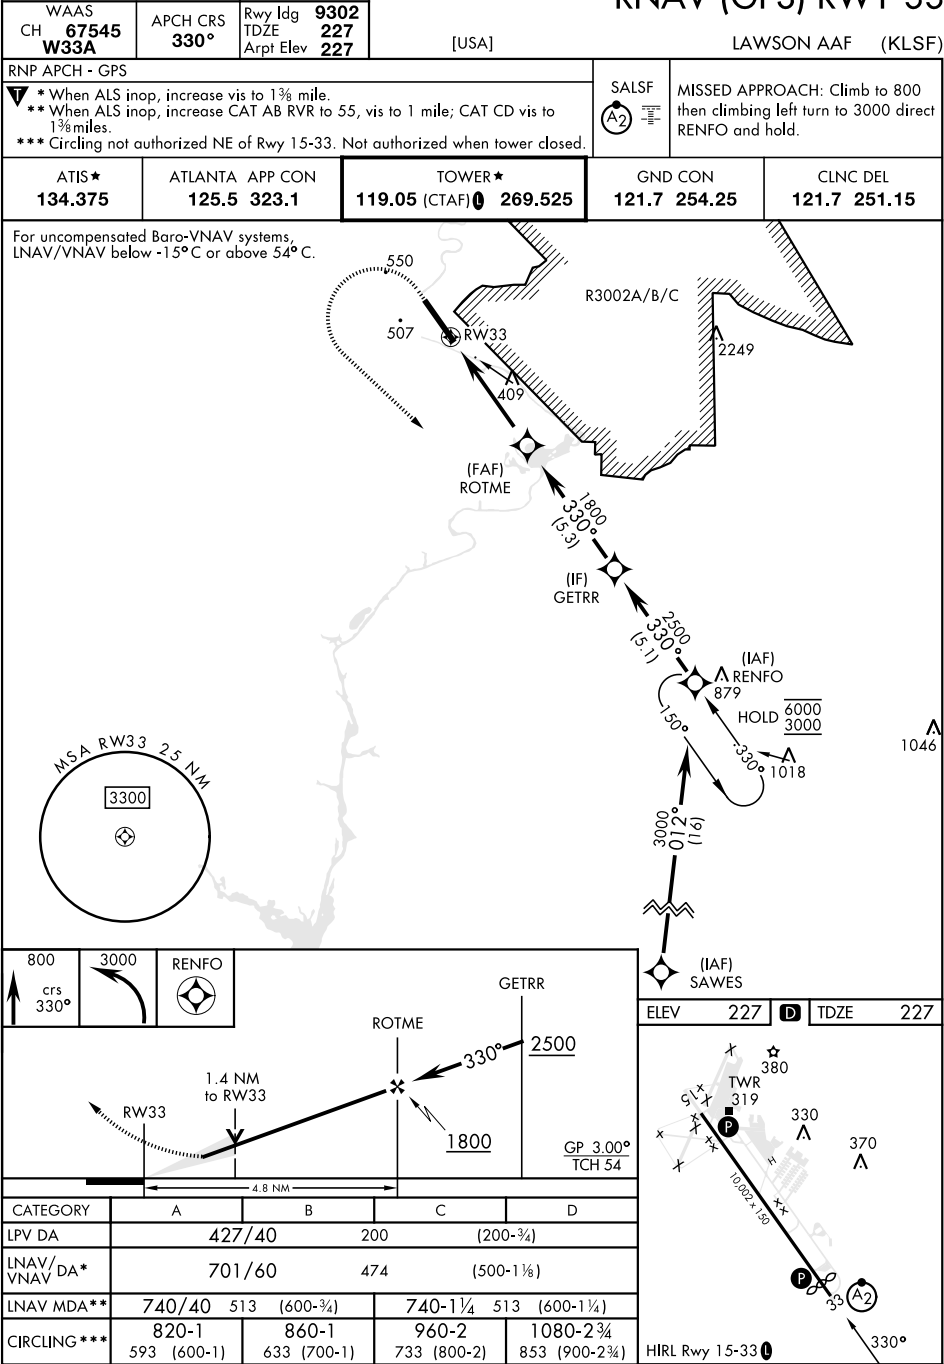 RNAV (GPS) RWY 33
WAAS
CH 67545
W33A
APCH CRS
330°
Rwy ldg 9302
TDZE 227
Arpt Elev 227
[USA]
LAWSON AAF (KLSF)
RNP APCH - GPS
T * When ALS inop, increase vis to 1⅜ mile.
** When ALS inop, increase CAT AB RVR to 55, vis to 1 mile; CAT CD vis to
1⅜ miles.
*** Circling not authorized NE of Rwy 15-33. Not authorized when tower closed.
SALSF
A2
MISSED APPROACH: Climb to 800
then climbing left turn to 3000 direct
RENFO and hold.
ATIS★
134.375
ATLANTA APP CON
125.5 323.1
TOWER★
119.05 (CTAF) L 269.525
GND CON
121.7 254.25
CLNC DEL
121.7 251.15
For uncompensated Baro-VNAV systems,
LNAV/VNAV below -15°C or above 54°C.
550
R3002A/B/C
507
RW33
2249
409
(FAF)
ROTME
1800
330°
(5.3)
(IF)
GETRR
2500
330°
(5.1)
(IAF)
RENFO
879
HOLD 6000
3000
150°
330°
1018
1046
MSA RW33 25 NM
3300
3000
012°
(16)
(IAF)
SAWES
800
crs
330°
3000
RENFO
GETRR
ROTME
2500
330°
1.4 NM
to RW33
RW33
1800
GP 3.00°
TCH 54
4.8 NM
ELEV 227 D TDZE 227
380
TWR
319
15
P
330
370
H
10,002 x 150
P
33
A2
HIRL Rwy 15-33 L
330°
CATEGORY A B C D
LPV DA 427/40 200 (200-¾)
LNAV/
VNAV DA* 701/60 474 (500-1⅛)
LNAV MDA** 740/40 513 (600-¾) 740-1¼ 513 (600-1¼)
CIRCLING*** 820-1 860-1 960-2 1080-2¾
593 (600-1) 633 (700-1) 733 (800-2) 853 (900-2¾)